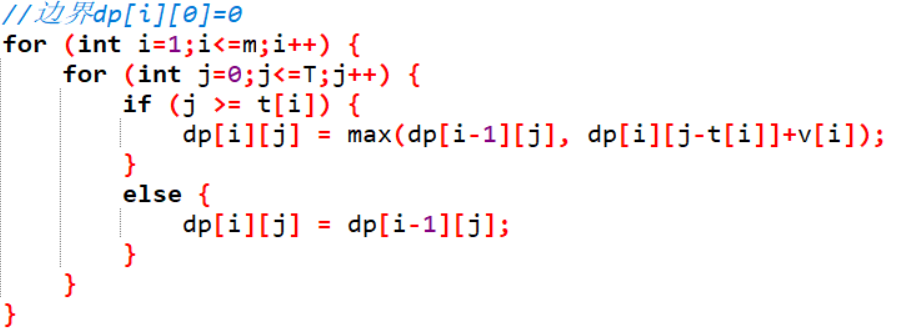 //边界dp[i][0]=0
for (int i=1;i<=m;i++) {
    for (int j=0;j<=T;j++) {
        if (j >= t[i]) {
            dp[i][j] = max(dp[i-1][j], dp[i][j-t[i]]+v[i]);
        }
        else {
            dp[i][j] = dp[i-1][j];
        }
    }
}